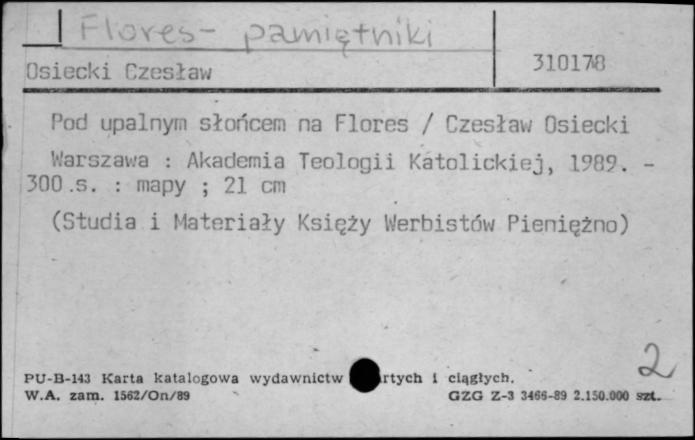 Flores - pamiętniki
Osiecki Czesław
310178
Pod upalnym słońcem na Flores / Czesław Osiecki
Warszawa : Akademia Teologii Katolickiej, 1989. -
300 s. : mapy ; 21 cm
(Studia i Materiały Księży Werbistów Pieniężno)
2
PU-B-143 Karta katalogowa wydawnictw rtych i ciągłych.
W.A. zam. 1562/On/89
GZG Z-3 3466-89 2.150.000 szt.